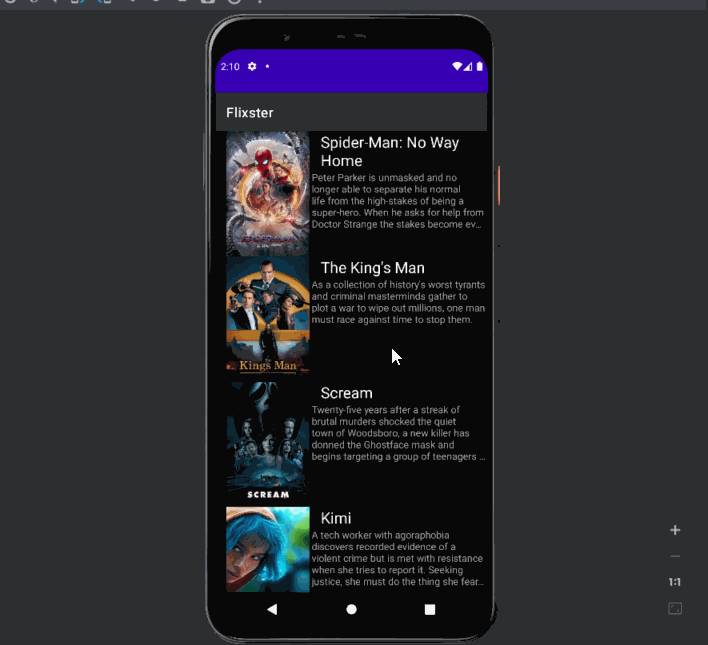 2:10
Flixster
Spider-Man: No Way
Home
Peter Parker is unmasked and no
longer able to separate his normal
life from the high-stakes of being a
super-hero. When he asks for help from
Doctor Strange the stakes become ev…
The King's Man
As a collection of history's worst tyrants
and criminal masterminds gather to
plot a war to wipe out millions, one man
must race against time to stop them.
Kings Man
Scream
Twenty-five years after a streak of
brutal murders shocked the quiet
town of Woodsboro, a new killer has
donned the Ghostface mask and
begins targeting a group of teenagers …
SCREAM
Kimi
A tech worker with agoraphobia
discovers recorded evidence of a
violent crime but is met with resistance
when she tries to report it. Seeking
justice, she must do the thing she fear…
1:1